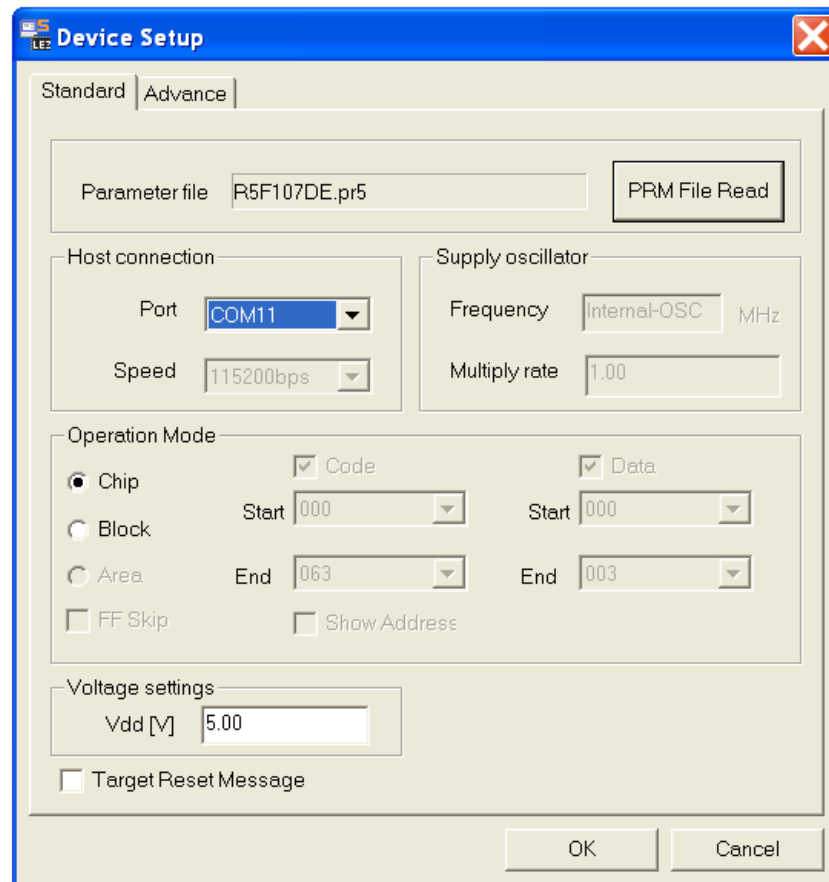 Device Setup
Standard Advance
Parameter file R5F107DE.pr5 PRM File Read
Host connection Supply oscillator
Port COM11 Frequency Internal-OSC MHz
Speed 115200bps Multiply rate 1.00
Operation Mode
Chip Code Data
Start 000 Start 000
Block
Area End 063 End 003
FF Skip Show Address
Voltage settings
Vdd [V] 5.00
Target Reset Message
OK Cancel